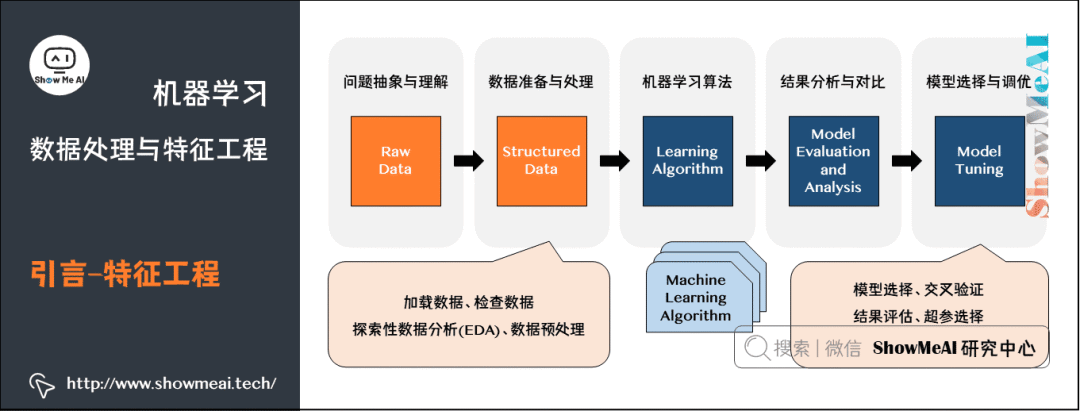 Show Me AI
机器学习
数据处理与特征工程
引言-特征工程
http://www.showmeai.tech/
问题抽象与理解
数据准备与处理
机器学习算法
结果分析与对比
模型选择与调优
Raw
Data
Structured
Data
Learning
Algorithm
Model
Evaluation
and
Analysis
Model
Tuning
ShowMeAI
加载数据、检查数据
探索性数据分析(EDA)、数据预处理
Machine
Learning
Algorithm
模型选择、交叉验证
结果评估、超参选择
搜索 | 微信 ShowMeAI 研究中心